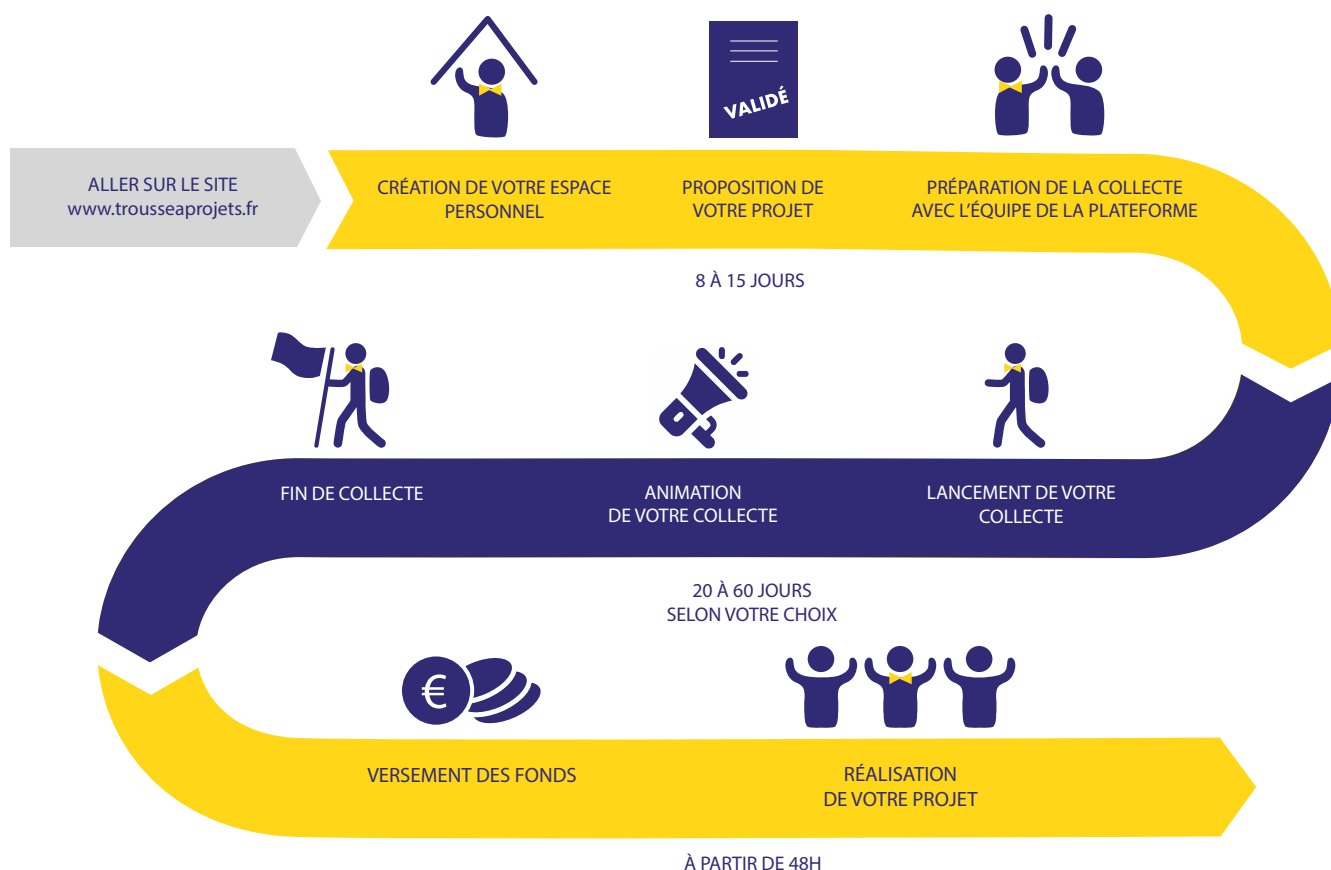 VALIDÉ
ALLER SUR LE SITE
www.trousseaprojets.fr
CRÉATION DE VOTRE ESPACE
PERSONNEL
PROPOSITION DE
VOTRE PROJET
PRÉPARATION DE LA COLLECTE
AVEC L’ÉQUIPE DE LA PLATEFORME
8 À 15 JOURS
LANCEMENT DE VOTRE
COLLECTE
ANIMATION
DE VOTRE COLLECTE
FIN DE COLLECTE
20 À 60 JOURS
SELON VOTRE CHOIX
€
VERSEMENT DES FONDS
RÉALISATION
DE VOTRE PROJET
À PARTIR DE 48H